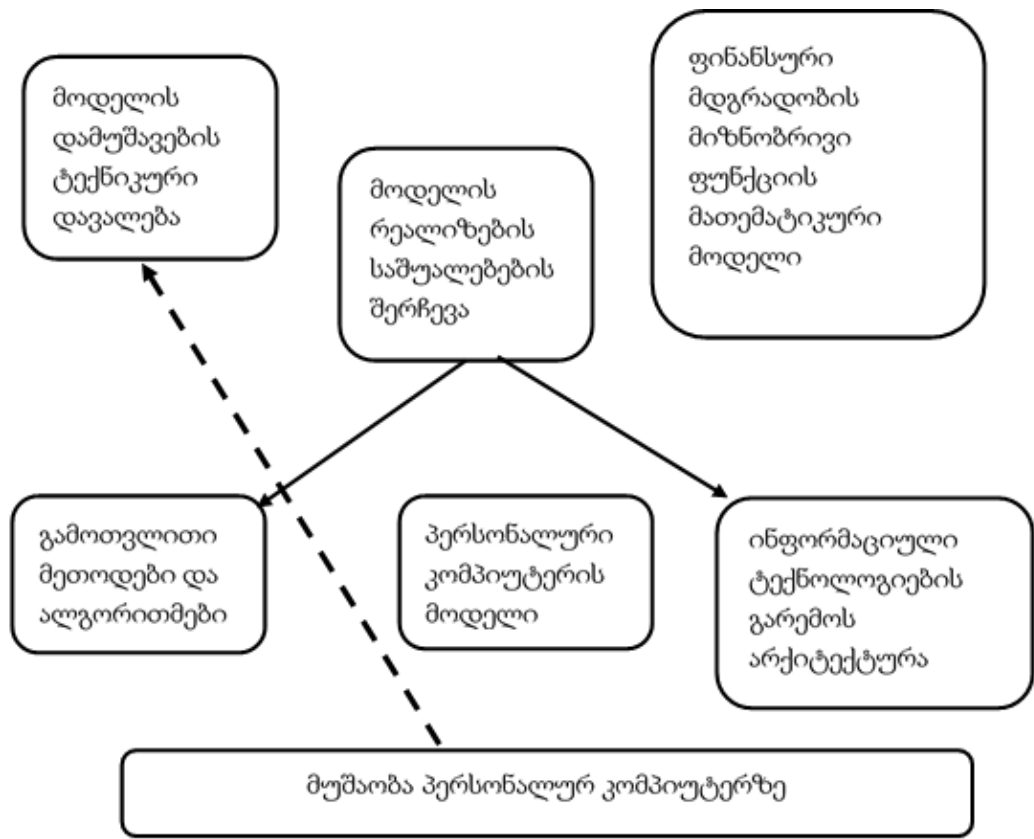 მოდელის
დამუშავების
ტექნიკური
დავალება
მოდელის
რეალიზების
საშუალებების
შერჩევა
ფინანსური
მდგრადობის
მიზნობრივი
ფუნქციის
მათემატიკური
მოდელი
გამოთვლითი
მეთოდები და
ალგორითმები
პერსონალური
კომპიუტერის
მოდელი
ინფორმაციული
ტექნოლოგიების
გარემოს
არქიტექტურა
მუშაობა პერსონალურ კომპიუტერზე